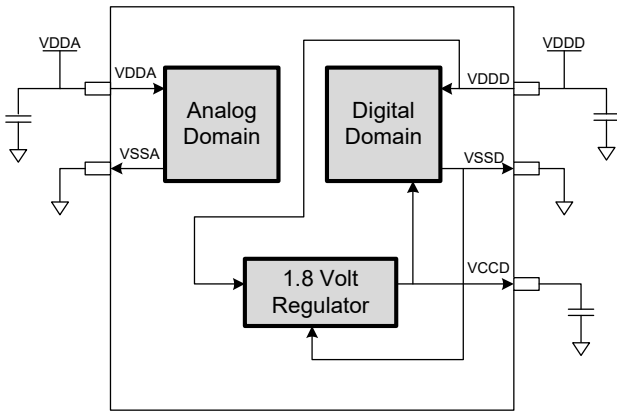 VDDA
VDDD
VDDA
Analog
Domain
Digital
Domain
VDDD
VSSA
VSSD
1.8 Volt
Regulator
VCCD